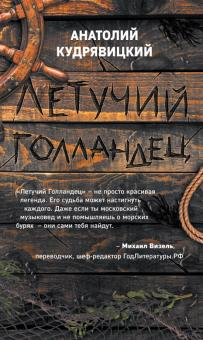 АНАТОЛИЙ
КУДРЯВИЦКИЙ
ЛЕТУЧИЙ
ГОЛЛАНДЕЦ
«Летучий Голландец» – не просто красивая
легенда. Его судьба может настигнуть
каждого. Даже если ты московский
музыковед и не помышляешь о морских
бурях – они сами тебя найдут.
– Михаил Визель,
переводчик, шеф-редактор ГодЛитературы.РФ